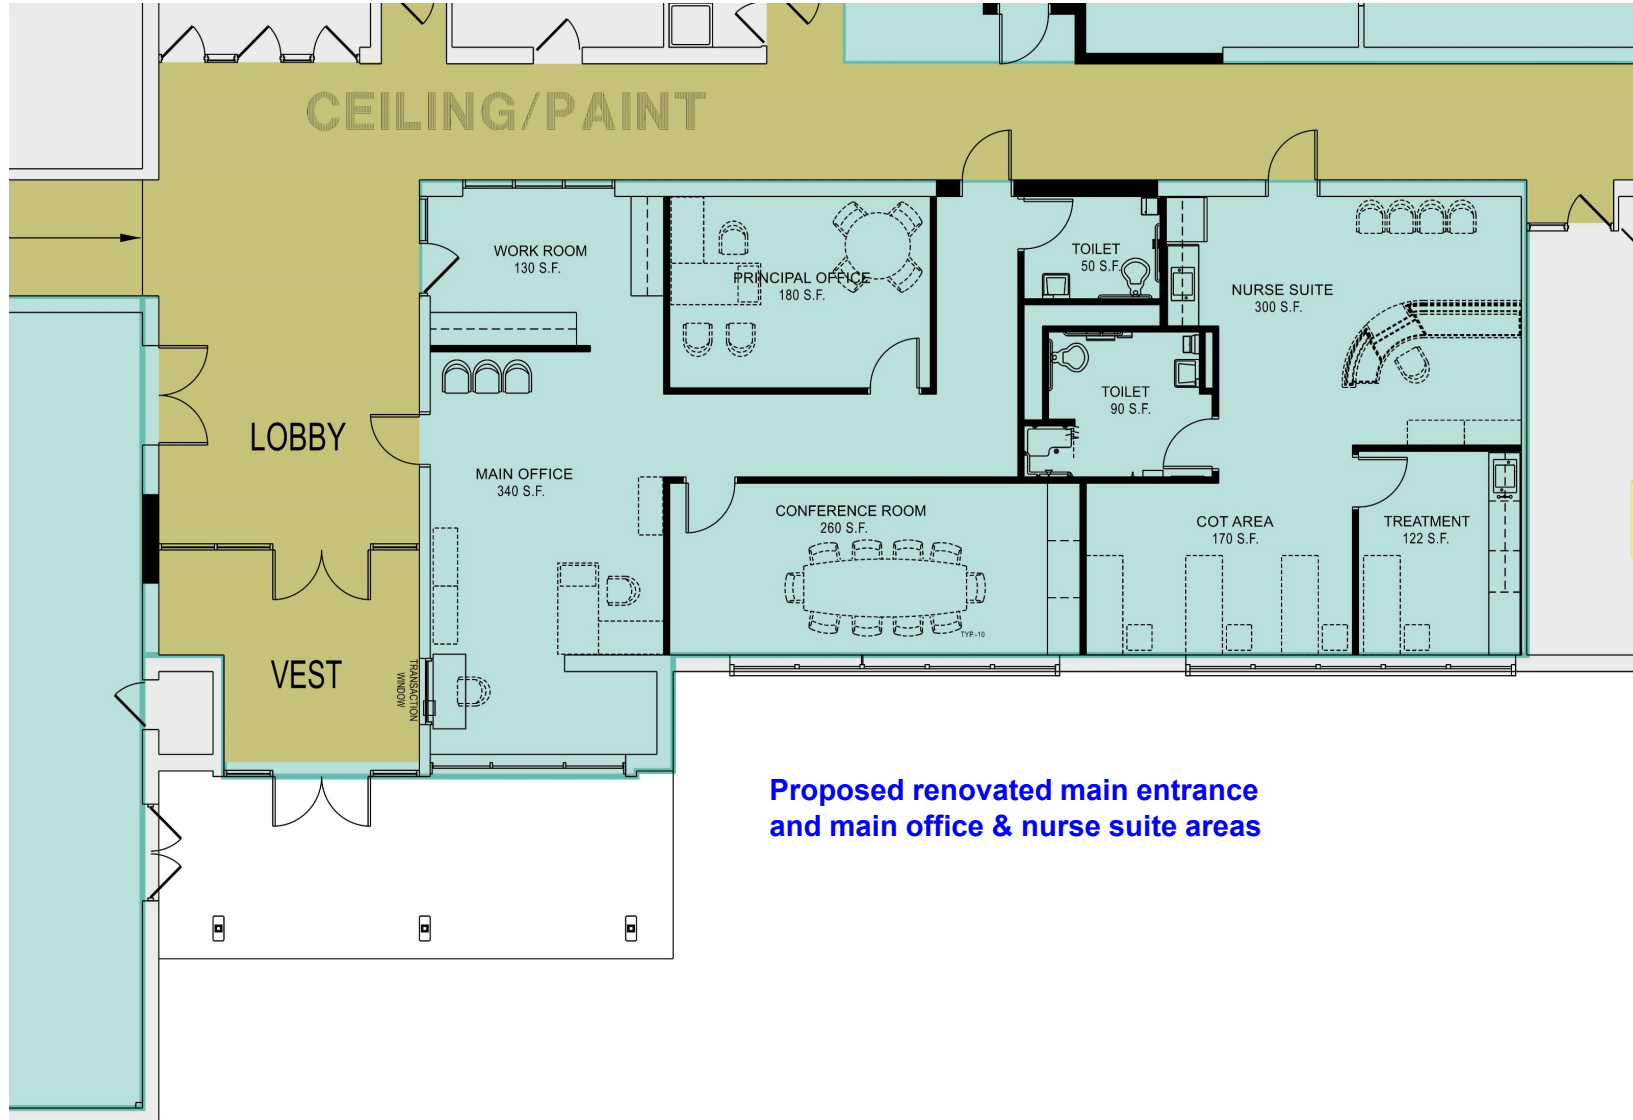 CEILING/PAINT
WORK ROOM
130 S.F.
PRINCIPAL OFFICE
180 S.F.
TOILET
50 S.F.
NURSE SUITE
300 S.F.
TOILET
90 S.F.
LOBBY
MAIN OFFICE
340 S.F.
CONFERENCE ROOM
260 S.F.
COT AREA
170 S.F.
TREATMENT
122 S.F.
TYP.-10
VEST
TRANSACTION
WINDOW
Proposed renovated main entrance
and main office & nurse suite areas